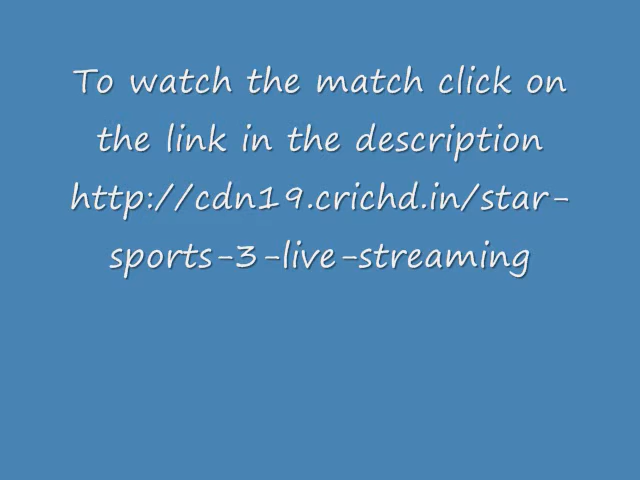 To watch the match click on
the link in the description
http://cdn19.crichd.in/star-
sports-3-live-streaming